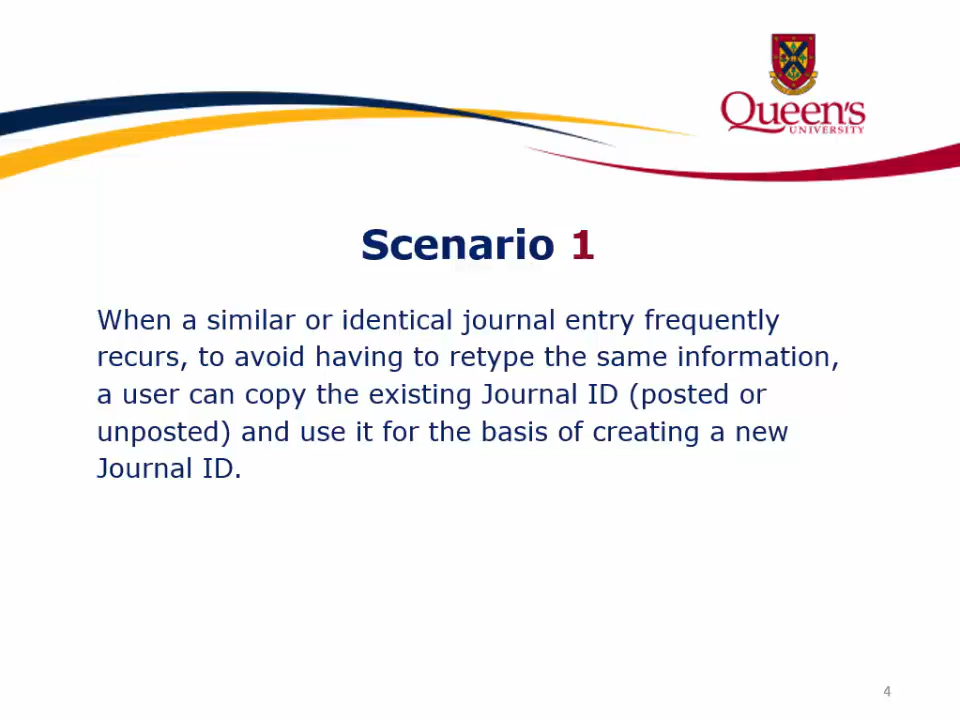 Queen's
UNIVERSITY
Scenario 1
When a similar or identical journal entry frequently
recurs, to avoid having to retype the same information,
a user can copy the existing Journal ID (posted or
unposted) and use it for the basis of creating a new
Journal ID.
4